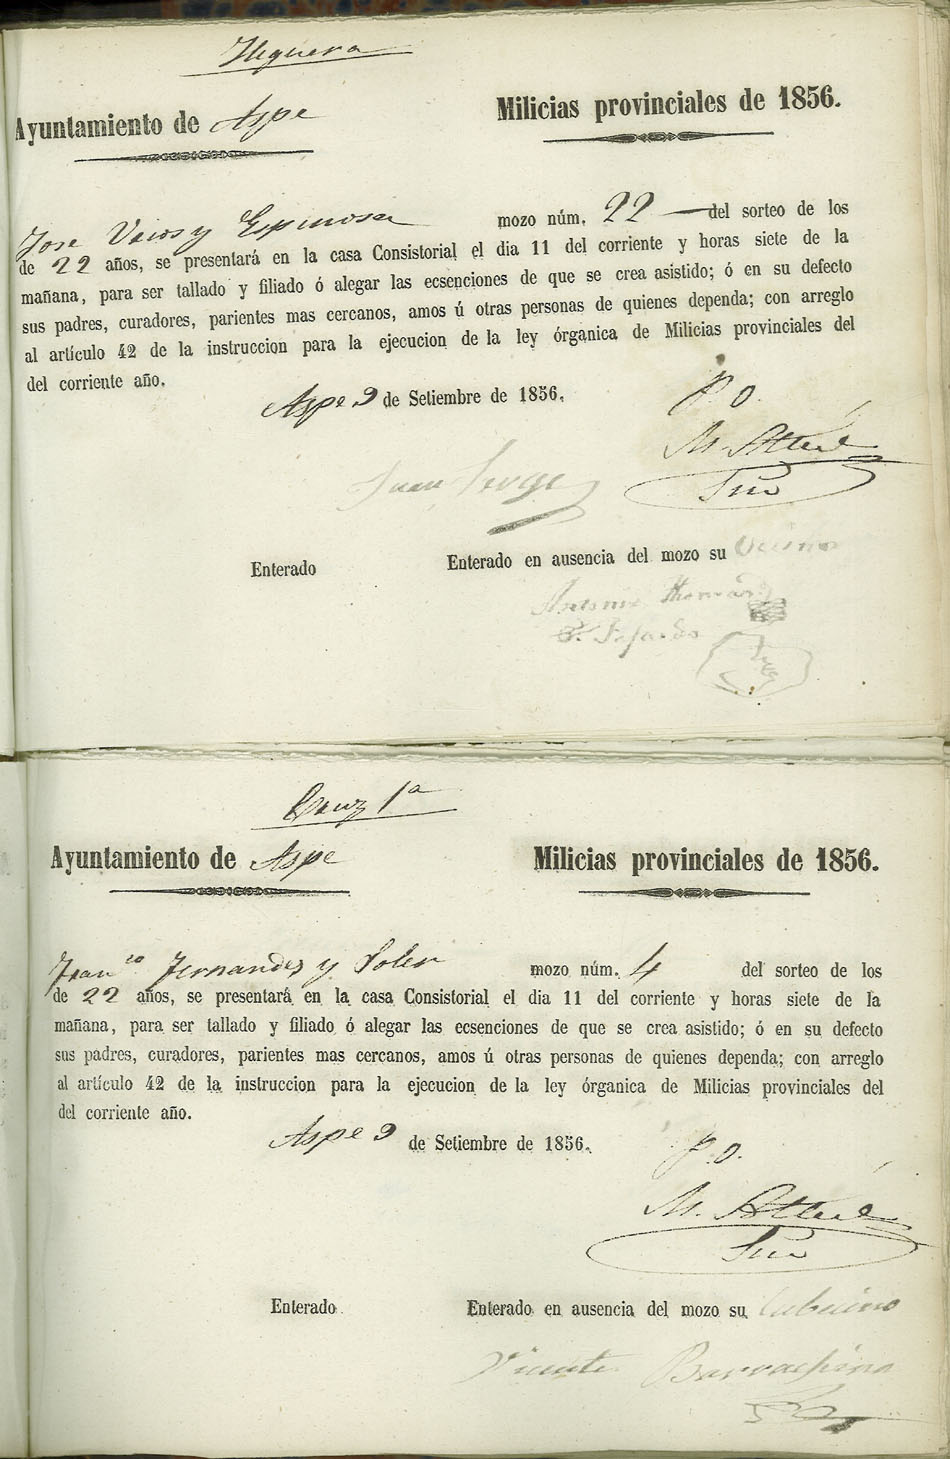 Higuera
Ayuntamiento de Aspe
Milicias provinciales de 1856.
Jose y Espinosa mozo núm. 22 del sorteo de los
de 22 años, se presentará en la casa Consistorial el dia 11 del corriente y horas siete de la
mañana, para ser tallado y filiado ó alegar las ecsenciones de que se crea asistido; ó en su defecto
sus padres, curadores, parientes mas cercanos, amos ú otras personas de quienes dependa; con arreglo
al artículo 42 de la instruccion para la ejecucion de la ley órganica de Milicias provinciales del
del corriente año.
Aspe 9 de Setiembre de 1856.
P. O.
M.
Srio
Juan Jorge
Enterado
Enterado en ausencia del mozo su Vecino
Antonio
Cruz 1ª
Ayuntamiento de Aspe
Milicias provinciales de 1856.
Franco Fernandez y Soler mozo núm. 4 del sorteo de los
de 22 años, se presentará en la casa Consistorial el dia 11 del corriente y horas siete de la
mañana, para ser tallado y filiado ó alegar las ecsenciones de que se crea asistido; ó en su defecto
sus padres, curadores, parientes mas cercanos, amos ú otras personas de quienes dependa; con arreglo
al artículo 42 de la instruccion para la ejecucion de la ley órganica de Milicias provinciales del
del corriente año.
Aspe 9 de Setiembre de 1856.
P. O.
M.
Srio
Enterado
Enterado en ausencia del mozo su
Vicente Barrachina